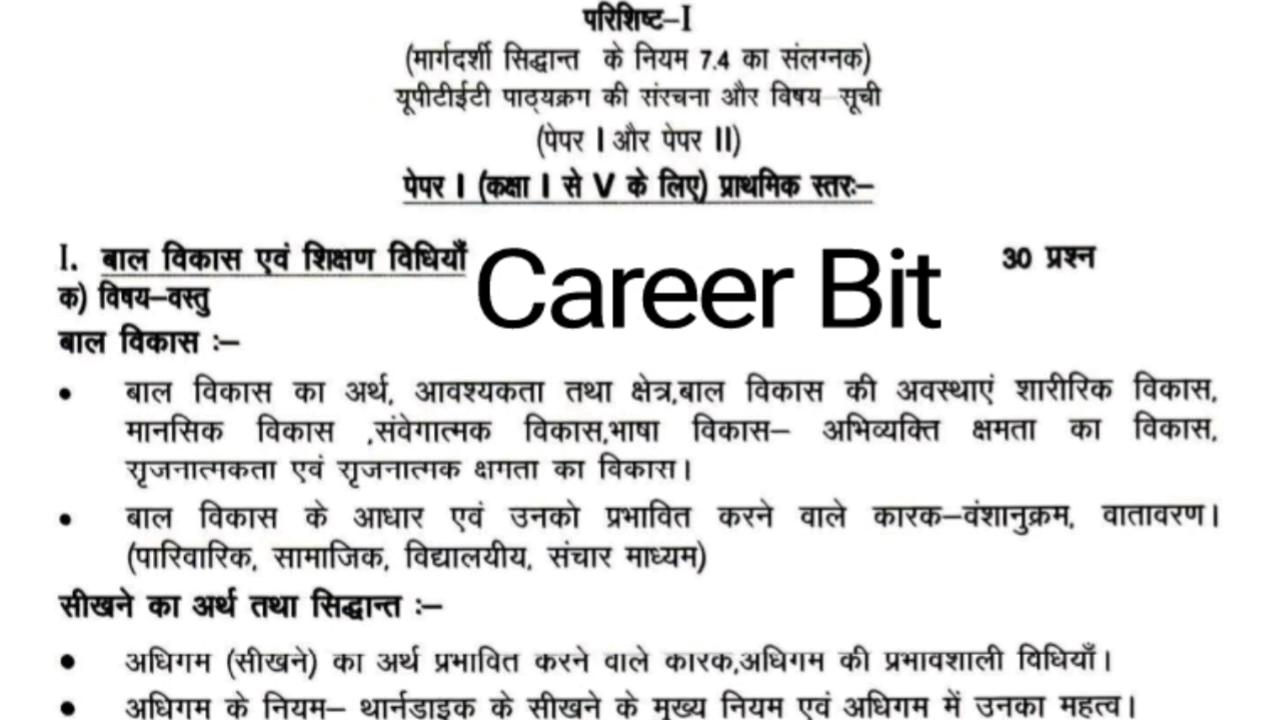 परिशिष्ट–I
(मार्गदर्शी सिद्धान्त के नियम 7.4 का संलग्नक)
यूपीटीईटी पाठ्यक्रम की संरचना और विषय सूची
(पेपर I और पेपर II)
पेपर I (कक्षा I से V के लिए) प्राथमिक स्तरः–
I. बाल विकास एवं शिक्षण विधियाँ 30 प्रश्न
Career Bit
क) विषय–वस्तु
बाल विकास :–
• बाल विकास का अर्थ, आवश्यकता तथा क्षेत्र,बाल विकास की अवस्थाएं शारीरिक विकास,
मानसिक विकास ,संवेगात्मक विकास,भाषा विकास– अभिव्यक्ति क्षमता का विकास,
सृजनात्मकता एवं सृजनात्मक क्षमता का विकास।
• बाल विकास के आधार एवं उनको प्रभावित करने वाले कारक–वंशानुक्रम, वातावरण।
(पारिवारिक, सामाजिक, विद्यालयीय, संचार माध्यम)
सीखने का अर्थ तथा सिद्धान्त :–
• अधिगम (सीखने) का अर्थ प्रभावित करने वाले कारक,अधिगम की प्रभावशाली विधियाँ।
• अधिगम के नियम– थार्नडाइक के सीखने के मुख्य नियम एवं अधिगम में उनका महत्व।